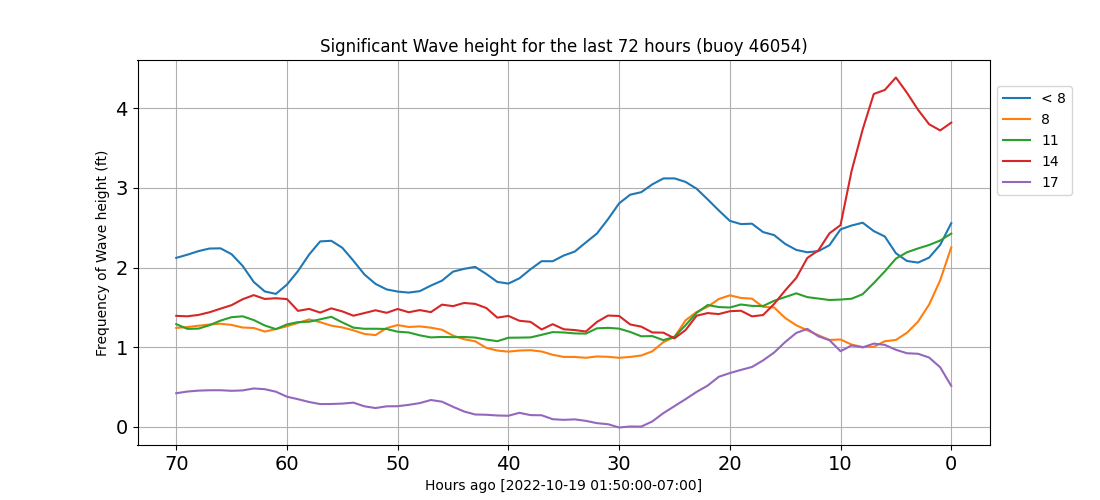 Significant Wave height for the last 72 hours (buoy 46054)
Frequency of Wave height (ft)
4
3
2
1
0
70 60 50 40 30 20 10 0
Hours ago [2022-10-19 01:50:00-07:00]
< 8
8
11
14
17